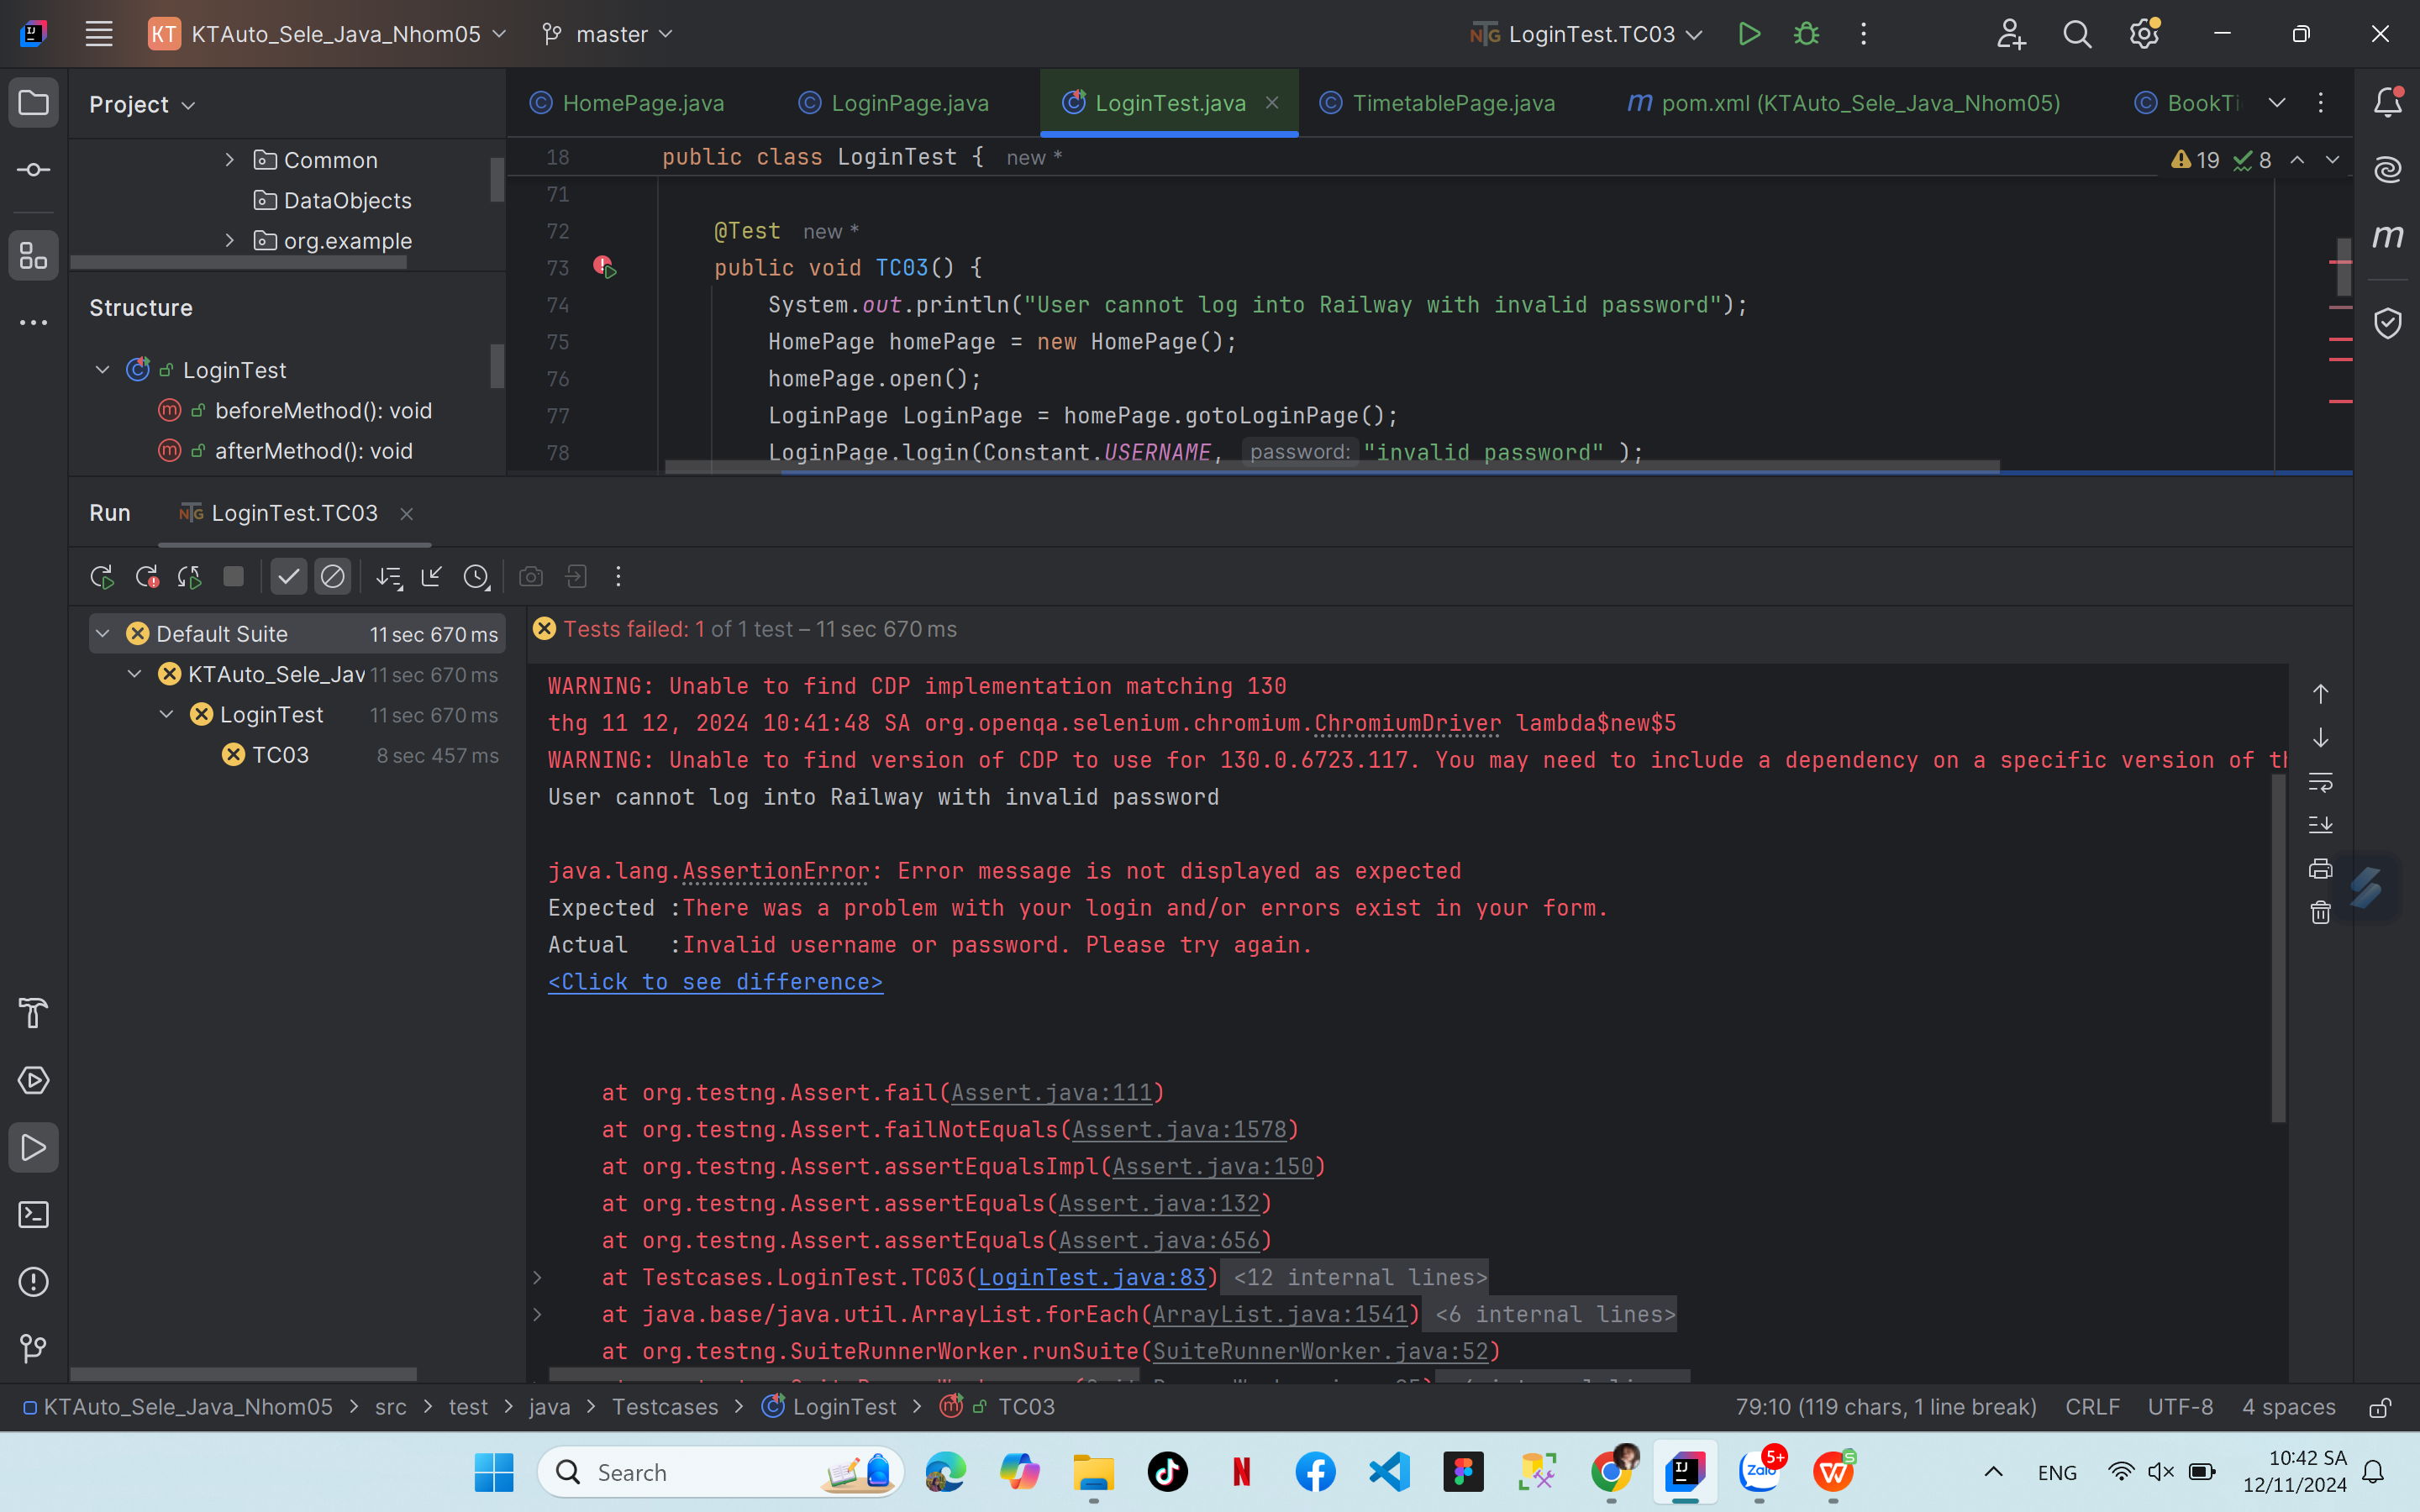 KT KTAuto_Sele_Java_Nhom05 master LoginTest.TC03
Project
Common
DataObjects
org.example
Structure
LoginTest
beforeMethod(): void
afterMethod(): void
HomePage.java LoginPage.java LoginTest.java TimetablePage.java pom.xml (KTAuto_Sele_Java_Nhom05)
18 public class LoginTest { new * 19 8
71
72 @Test new *
73 public void TC03() {
74 System.out.println("User cannot log into Railway with invalid password");
75 HomePage homePage = new HomePage();
76 homePage.open();
77 LoginPage LoginPage = homePage.gotoLoginPage();
78 LoginPage.login(Constant.USERNAME, password: "invalid password" );
Run LoginTest.TC03
Default Suite 11 sec 670 ms
KTAuto_Sele_Jav 11 sec 670 ms
LoginTest 11 sec 670 ms
TC03 8 sec 457 ms
Tests failed: 1 of 1 test – 11 sec 670 ms
WARNING: Unable to find CDP implementation matching 130
thg 11 12, 2024 10:41:48 SA org.openqa.selenium.chromium.ChromiumDriver lambda$new$5
WARNING: Unable to find version of CDP to use for 130.0.6723.117. You may need to include a dependency on a specific version of
User cannot log into Railway with invalid password
java.lang.AssertionError: Error message is not displayed as expected
Expected :There was a problem with your login and/or errors exist in your form.
Actual :Invalid username or password. Please try again.
<Click to see difference>
at org.testng.Assert.fail(Assert.java:111)
at org.testng.Assert.failNotEquals(Assert.java:1578)
at org.testng.Assert.assertEqualsImpl(Assert.java:150)
at org.testng.Assert.assertEquals(Assert.java:132)
at org.testng.Assert.assertEquals(Assert.java:656)
at Testcases.LoginTest.TC03(LoginTest.java:83) <12 internal lines>
at java.base/java.util.ArrayList.forEach(ArrayList.java:1541) <6 internal lines>
at org.testng.SuiteRunnerWorker.runSuite(SuiteRunnerWorker.java:52)
KTAuto_Sele_Java_Nhom05 > src > test > java > Testcases > LoginTest > TC03 79:10 (119 chars, 1 line break) CRLF UTF-8 4 spaces
Search
Zalo 5+
ENG
10:42 SA
12/11/2024